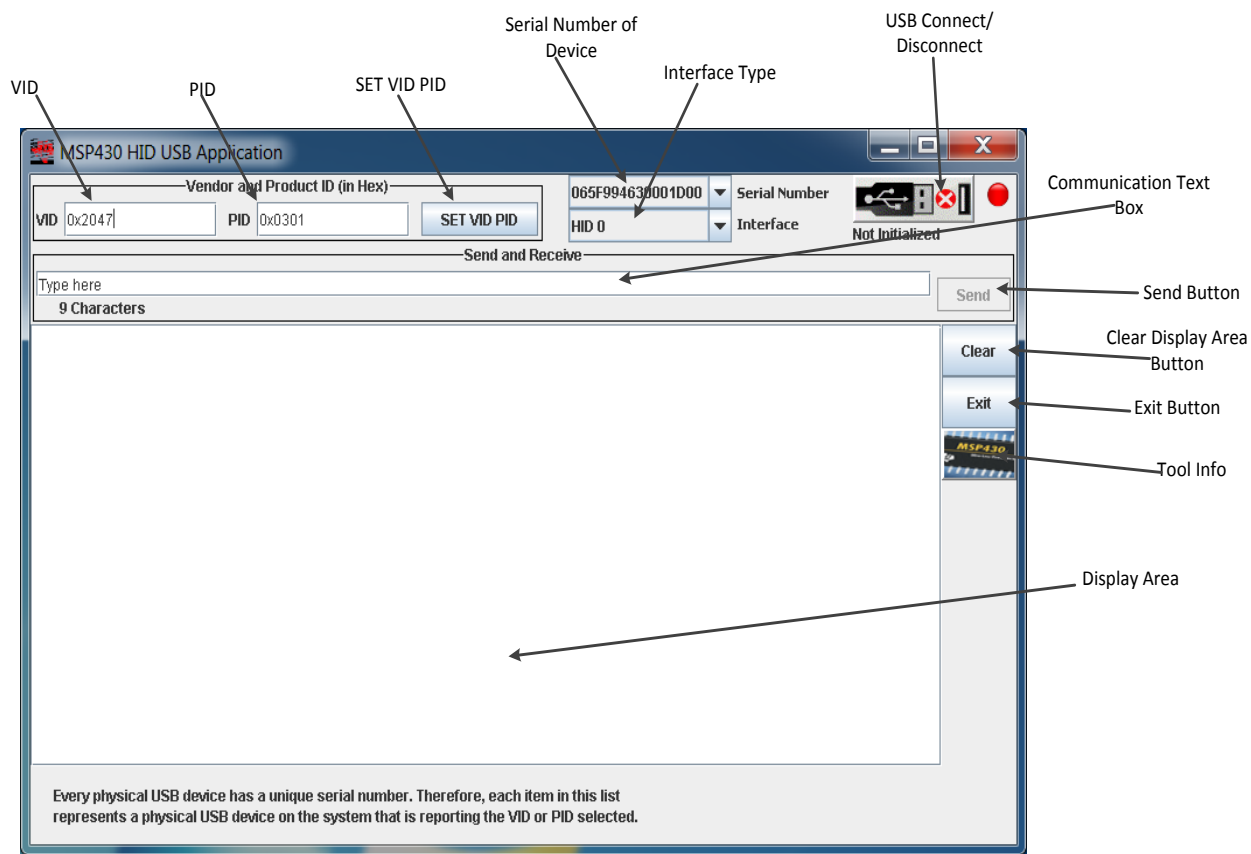 Serial Number of
Device
USB Connect/
Disconnect
Interface Type
VID
PID
SET VID PID
MSP430 HID USB Application
Vendor and Product ID (in Hex)
VID 0x2047 PID 0x0301 SET VID PID
065F994630001D00 Serial Number
HID 0 Interface
Not Initialized
Communication Text
Box
Send and Receive
Type here
9 Characters
Send
Send Button
Clear
Clear Display Area
Button
Exit
Exit Button
MSP430
Tool Info
Display Area
Every physical USB device has a unique serial number. Therefore, each item in this list
represents a physical USB device on the system that is reporting the VID or PID selected.